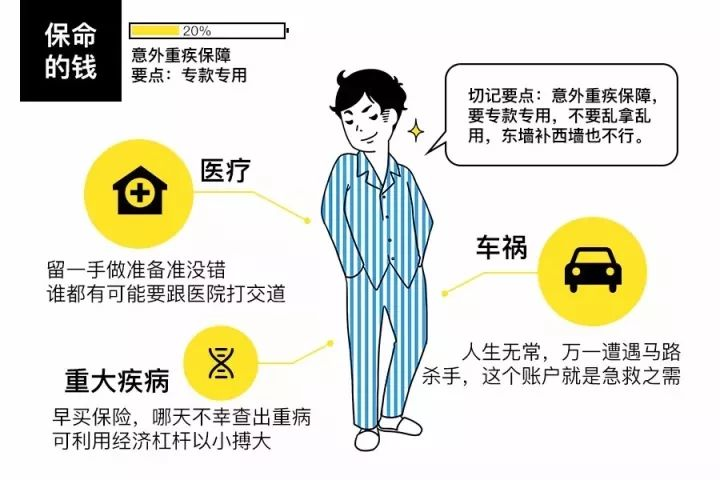 保命
的钱
20%
意外重疾保障
要点：专款专用
切记要点：意外重疾保障，
要专款专用，不要乱拿乱
用，东墙补西墙也不行。
医疗
留一手做准备准没错
谁都有可能要跟医院打交道
车祸
人生无常，万一遭遇马路
杀手，这个账户就是急救之需
重大疾病
早买保险，哪天不幸查出重病
可利用经济杠杆以小搏大